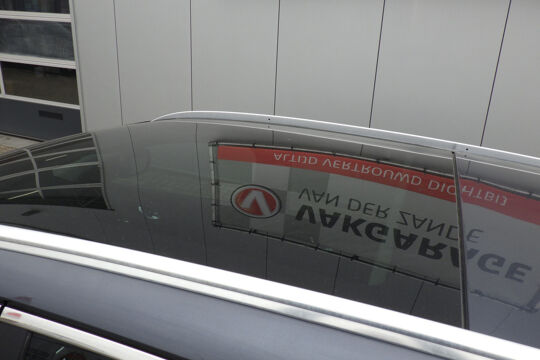 ALTIJD VERTROUWD DICHTBIJ
VAN DER ZANDE
VAKGARAGE